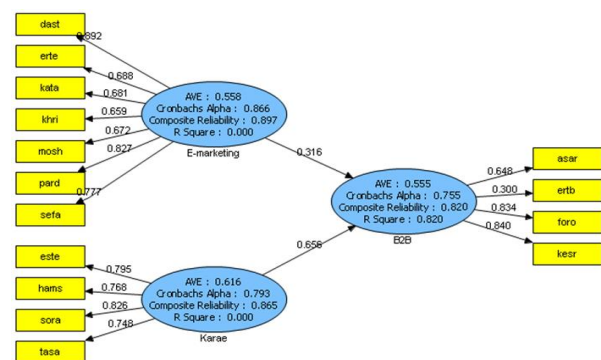 dast
erte
kata
khri
mosh
pard
sefa
0.892
0.688
0.681
0.659
0.672
0.827
0.777
AVE : 0.558
Cronbachs Alpha : 0.866
Composite Reliability : 0.897
R Square : 0.000
E-marketing
0.316
este
hams
sora
tasa
0.795
0.768
0.826
0.748
AVE : 0.616
Cronbachs Alpha : 0.793
Composite Reliability : 0.865
R Square : 0.000
Karae
0.656
AVE : 0.555
Cronbachs Alpha : 0.755
Composite Reliability : 0.820
R Square : 0.820
B2B
0.648
0.300
0.834
0.840
asar
ertb
foro
kesr